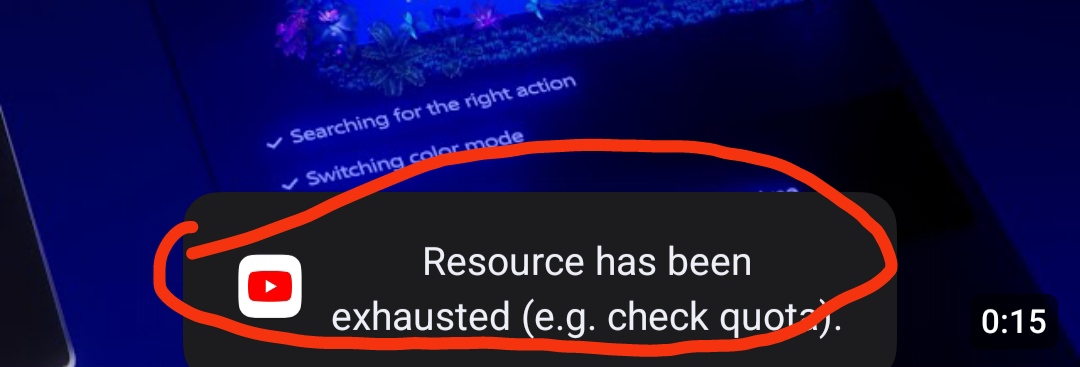 ✓ Searching for the right action
✓ Switching color mode
Resource has been
exhausted (e.g. check quota).
0:15